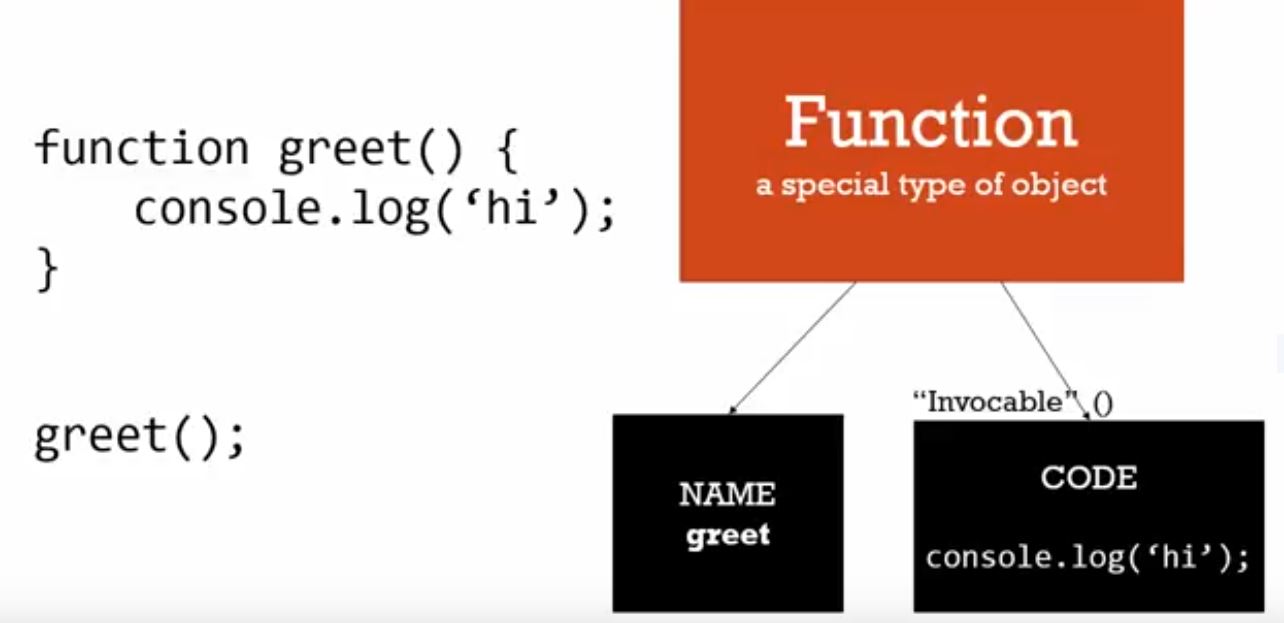 function greet() {
console.log(‘hi’);
}
greet();
Function
a special type of object
“Invocable” ()
NAME
greet
CODE
console.log(‘hi’);